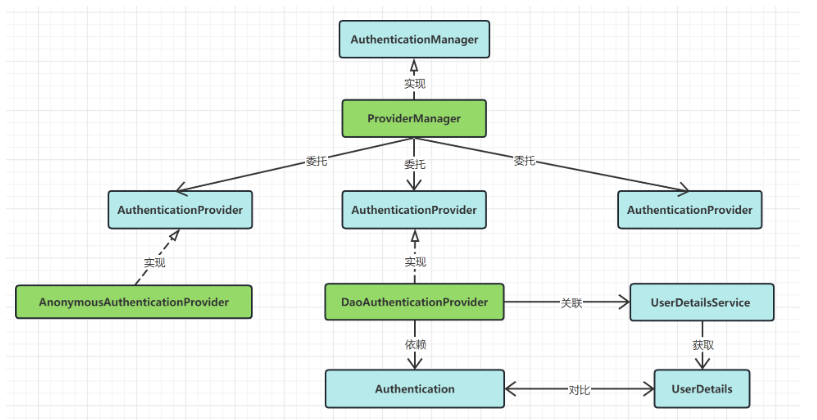 AuthenticationManager
实现
ProviderManager
委托
委托
委托
AuthenticationProvider
AuthenticationProvider
AuthenticationProvider
实现
实现
AnonymousAuthenticationProvider
DaoAuthenticationProvider
关联
UserDetailsService
依赖
获取
Authentication
对比
UserDetails